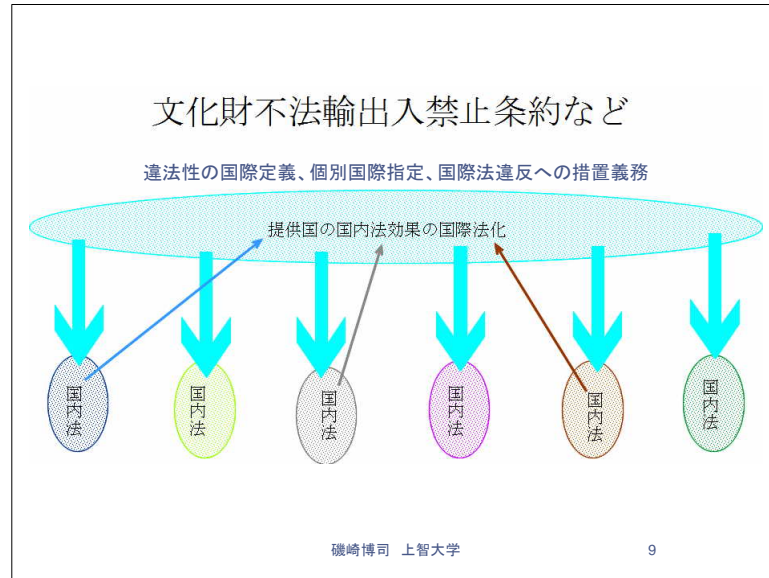 文化財不法輸出入禁止条約など
違法性の国際定義、個別国際指定、国際法違反への措置義務
提供国の国内法効果の国際法化
国内法
国内法
国内法
国内法
国内法
国内法
磯崎博司 上智大学
9